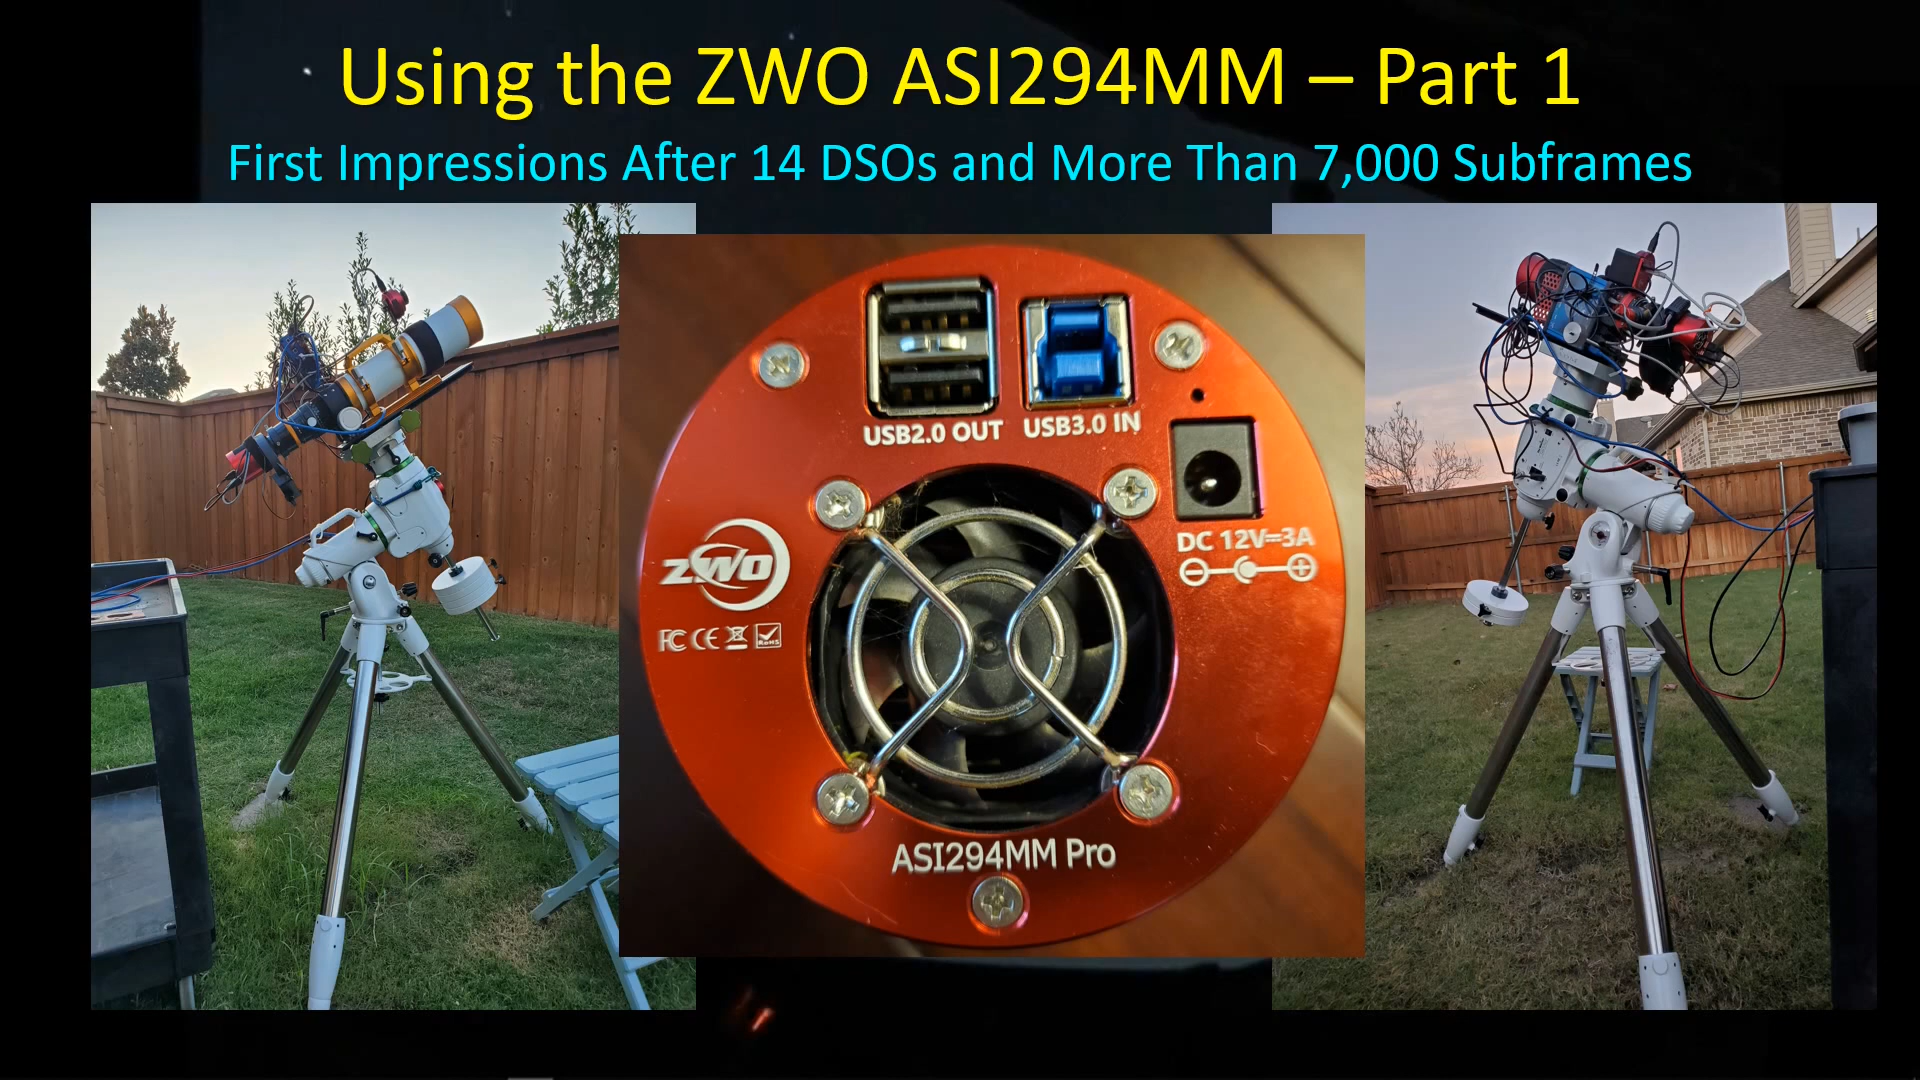 Using the ZWO ASI294MM – Part 1
First Impressions After 14 DSOs and More Than 7,000 Subframes
USB2.0 OUT USB3.0 IN
DC 12V⎓3A
ZWO
FC CE RoHS
ASI294MM Pro